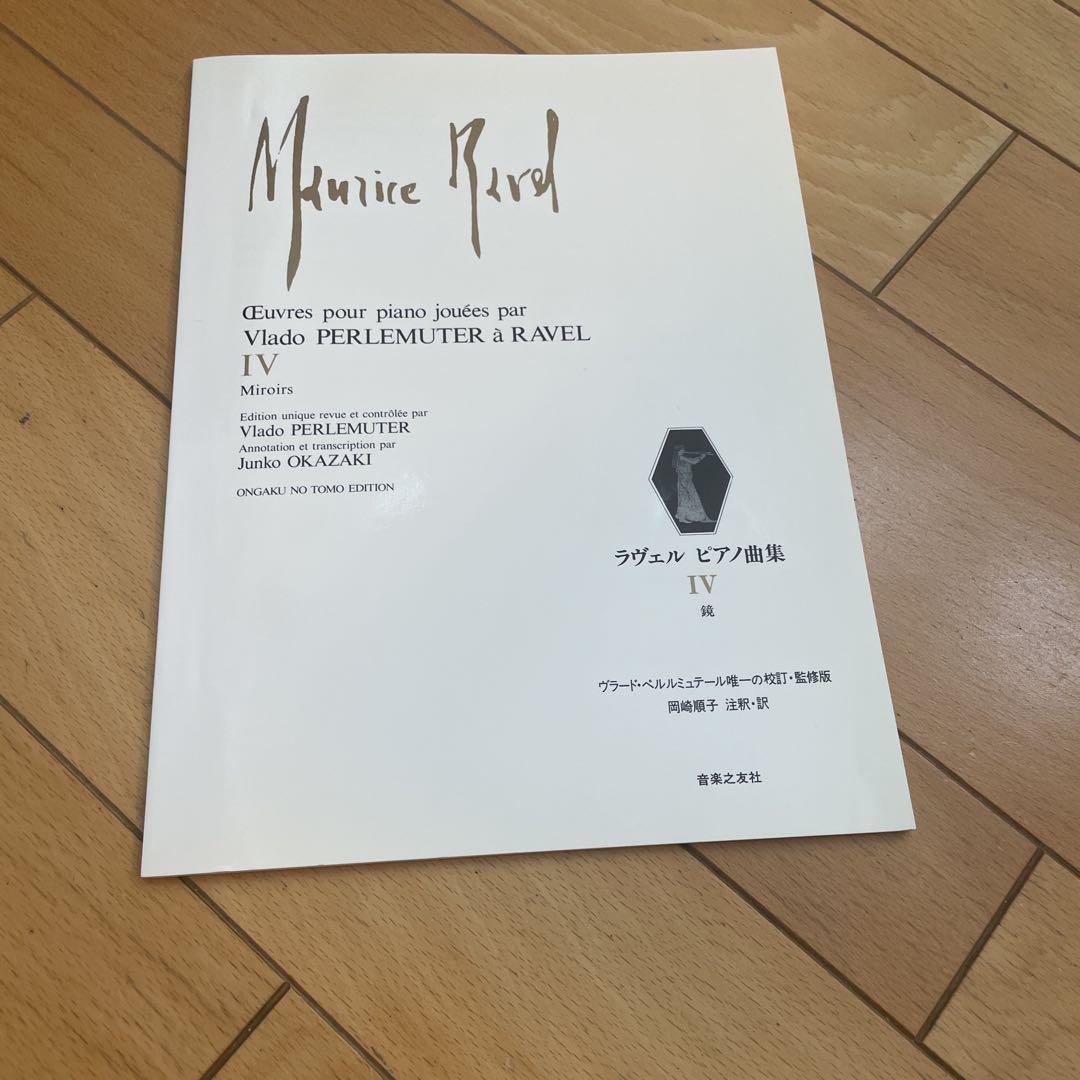 Maurice Ravel
Œuvres pour piano jouées par
Vlado PERLEMUTER à RAVEL
IV
Miroirs
Edition unique revue et contrôlée par
Vlado PERLEMUTER
Annotation et transcription par
Junko OKAZAKI
ONGAKU NO TOMO EDITION
ラヴェル ピアノ曲集
IV
鏡
ヴラード・ペルルミュテール唯一の校訂・監修版
岡崎順子 注釈・訳
音楽之友社